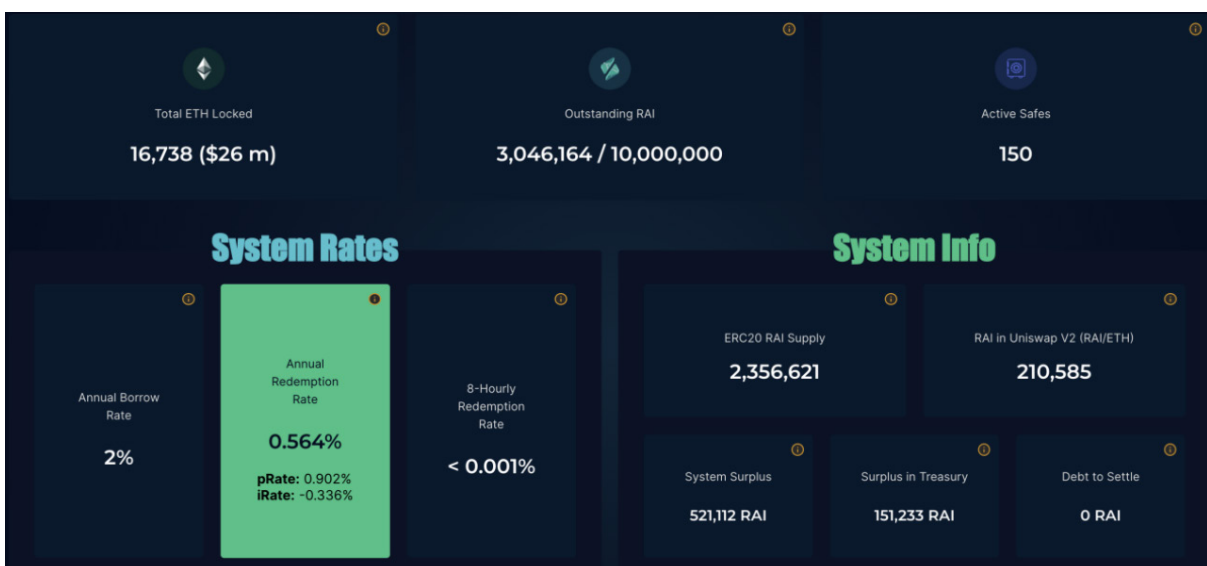 Total ETH Locked
16,738 ($26 m)
Outstanding RAI
3,046,164 / 10,000,000
Active Safes
150
System Rates
Annual Borrow
Rate
2%
Annual
Redemption
Rate
0.564%
pRate: 0.902%
iRate: -0.336%
8-Hourly
Redemption
Rate
< 0.001%
System Info
ERC20 RAI Supply
2,356,621
RAI in Uniswap V2 (RAI/ETH)
210,585
System Surplus
521,112 RAI
Surplus in Treasury
151,233 RAI
Debt to Settle
0 RAI